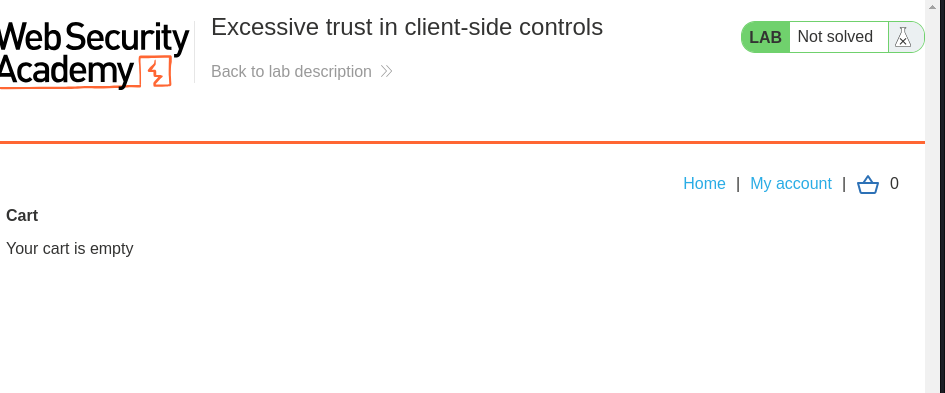 Web Security
Academy
Excessive trust in client-side controls
Back to lab description
LAB Not solved
Home | My account | 0
Cart
Your cart is empty